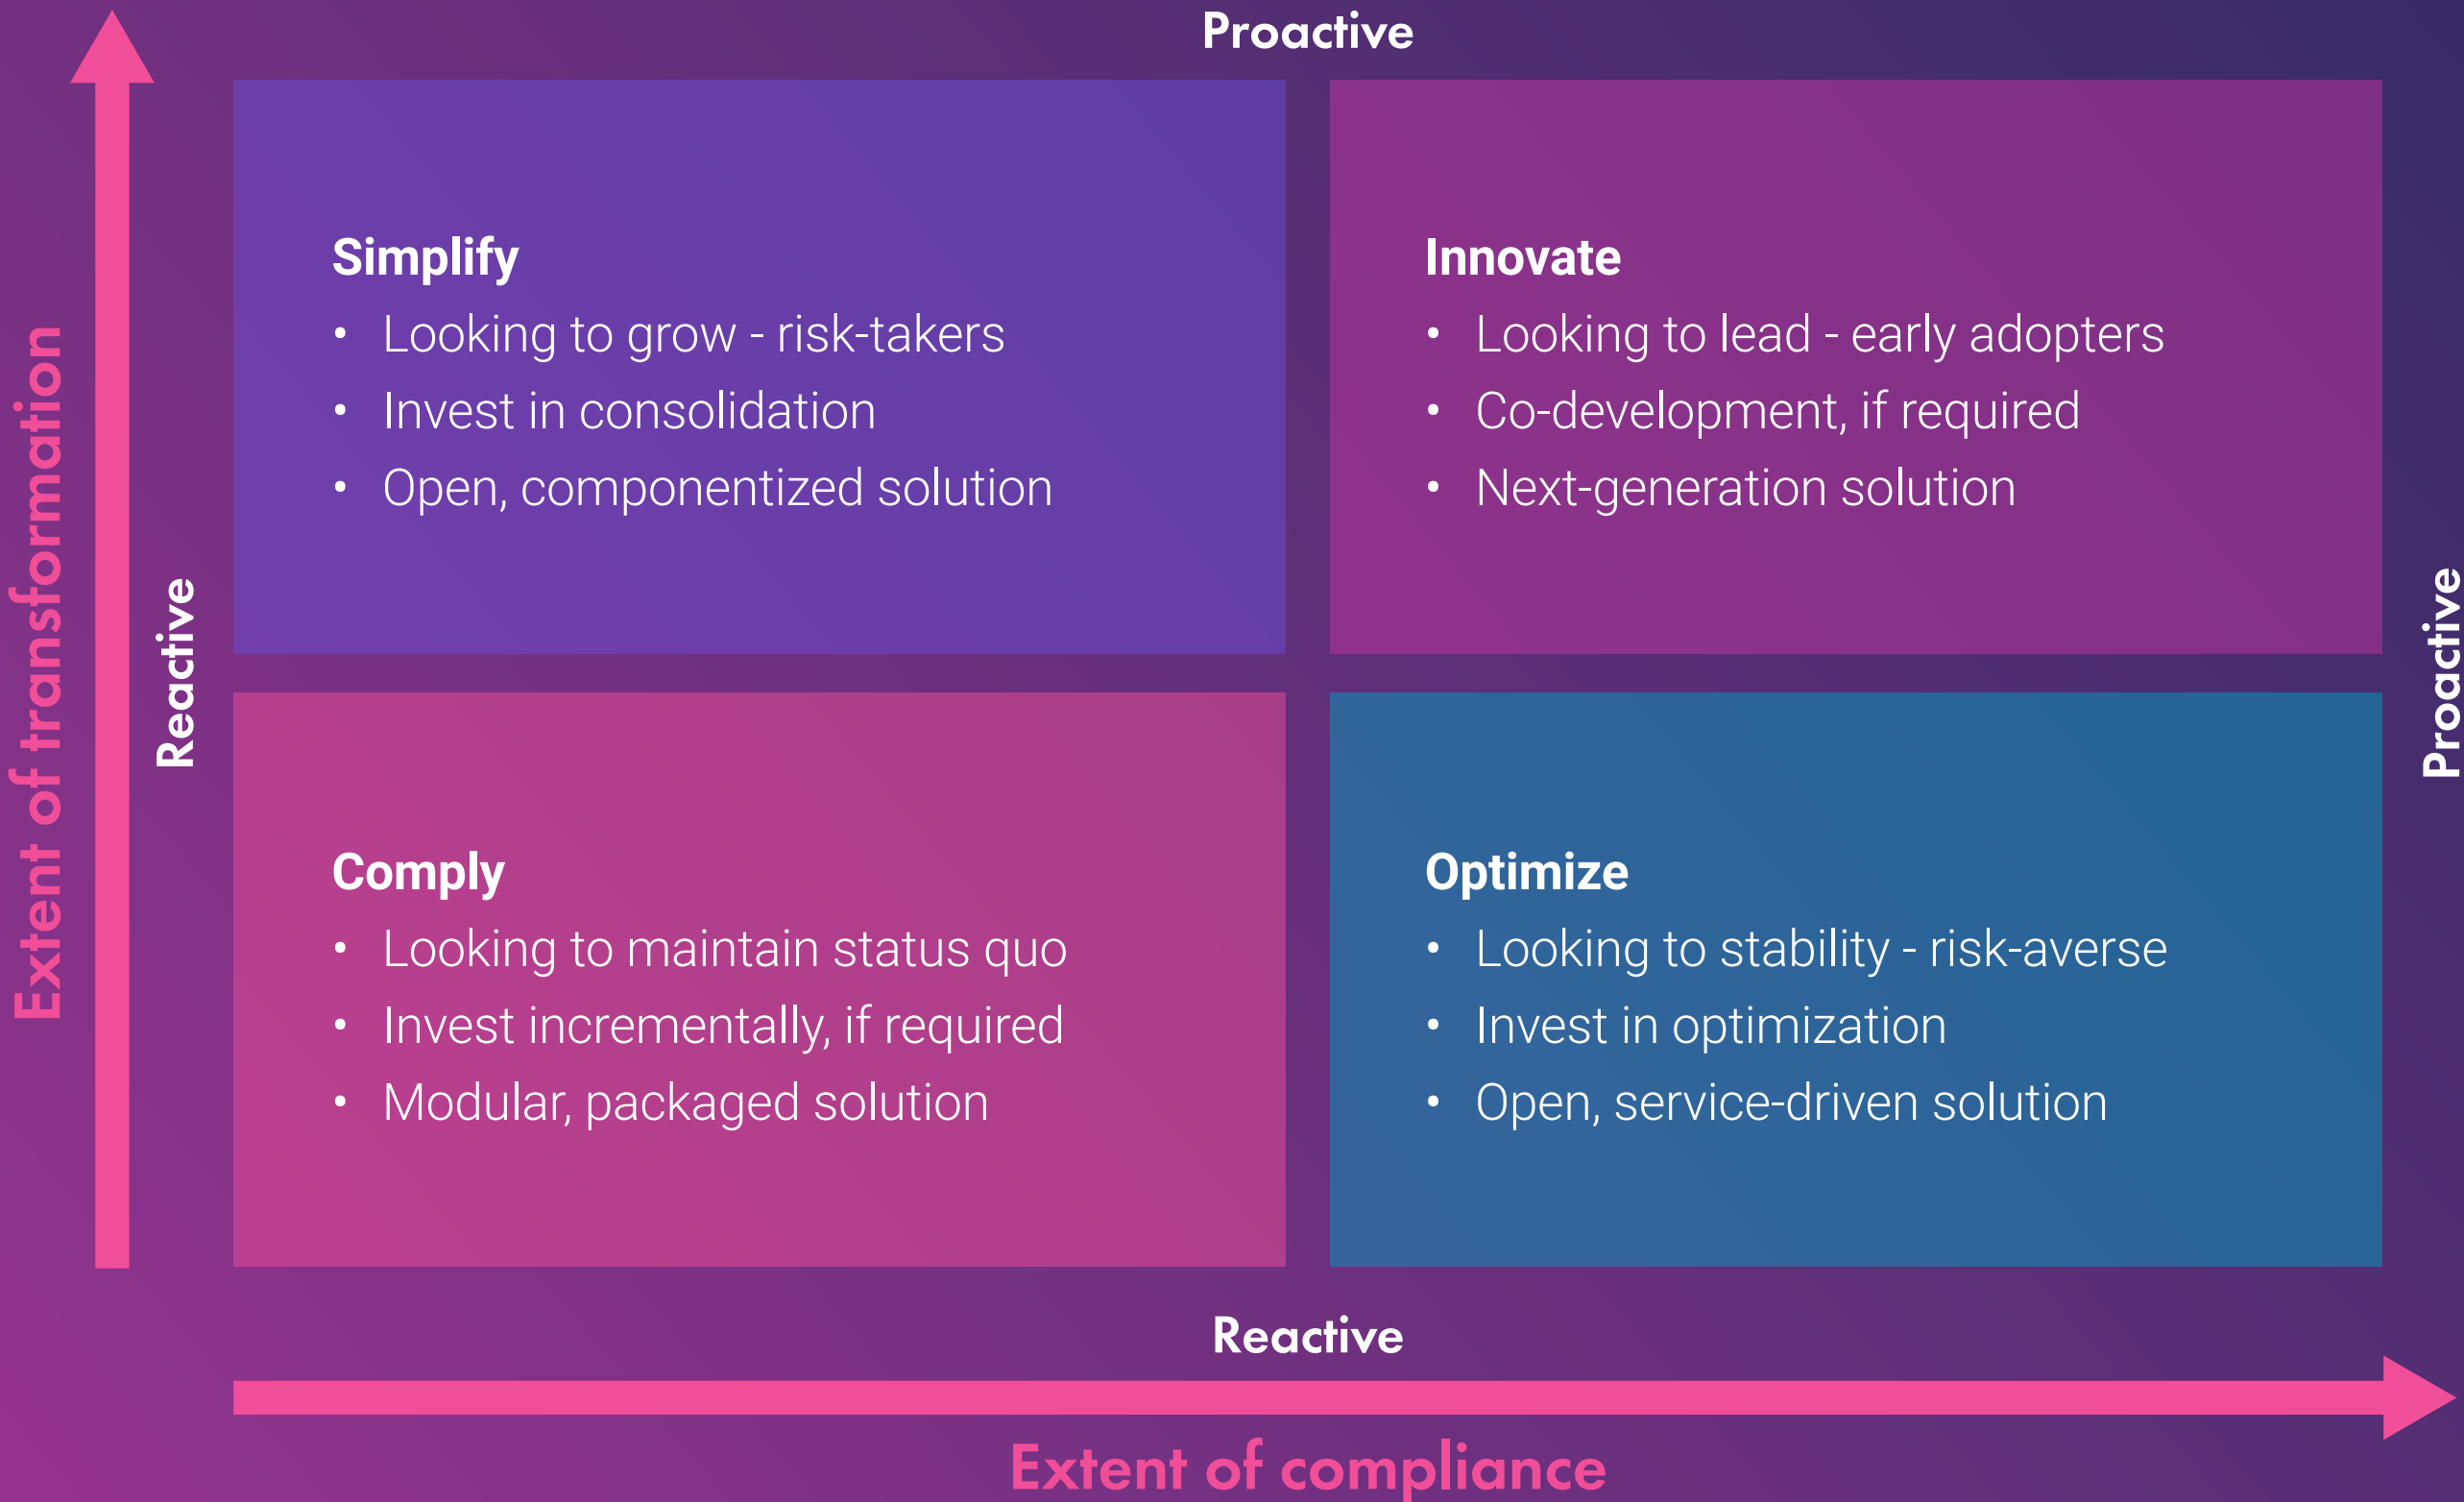 Proactive
Extent of transformation
Reactive
Simplify
• Looking to grow - risk-takers
• Invest in consolidation
• Open, componentized solution
Innovate
• Looking to lead - early adopters
• Co-development, if required
• Next-generation solution
Proactive
Comply
• Looking to maintain status quo
• Invest incrementally, if required
• Modular, packaged solution
Optimize
• Looking to stability - risk-averse
• Invest in optimization
• Open, service-driven solution
Reactive
Extent of compliance